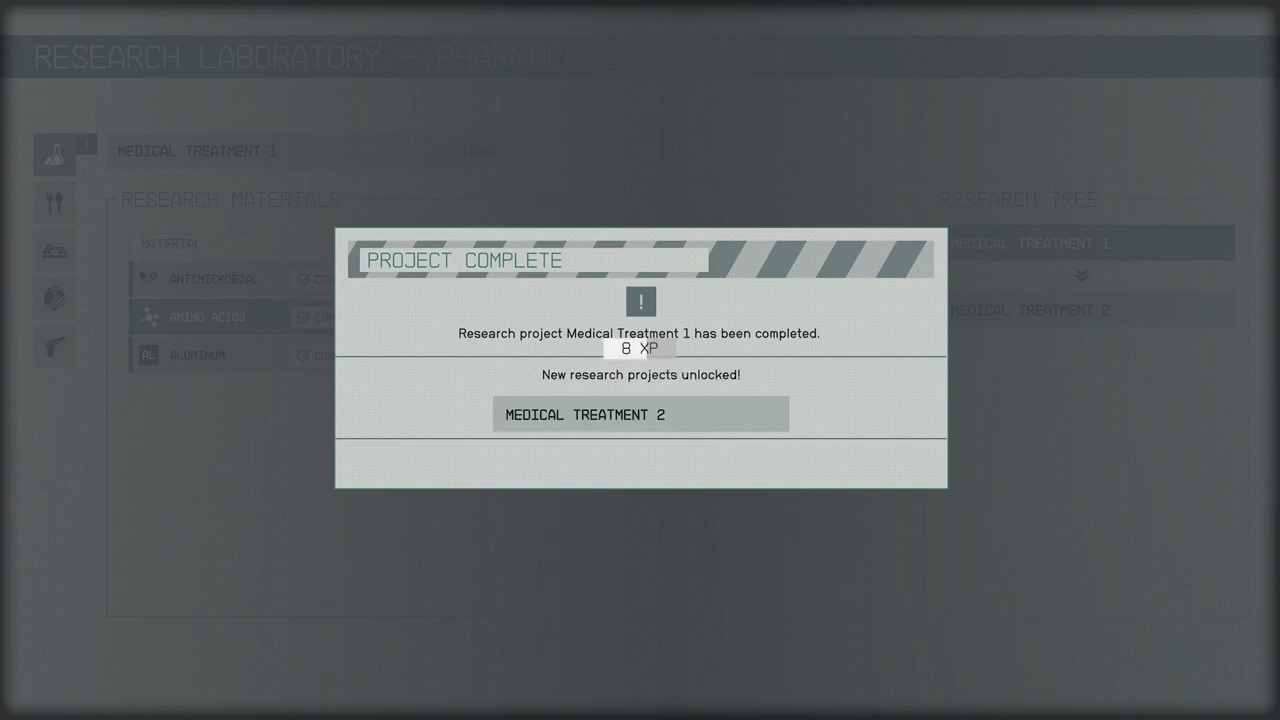 RESEARCH LABORATORY -
MEDICAL TREATMENT 1
RESEARCH MATERIALS
RESEARCH TREE
MATERIAL
MEDICAL TREATMENT 1
ANTIMICROBIAL
AMINO ACIDS
MEDICAL TREATMENT 2
AL ALUMINUM
PROJECT COMPLETE
!
Research project Medical Treatment 1 has been completed.
8 XP
New research projects unlocked!
MEDICAL TREATMENT 2